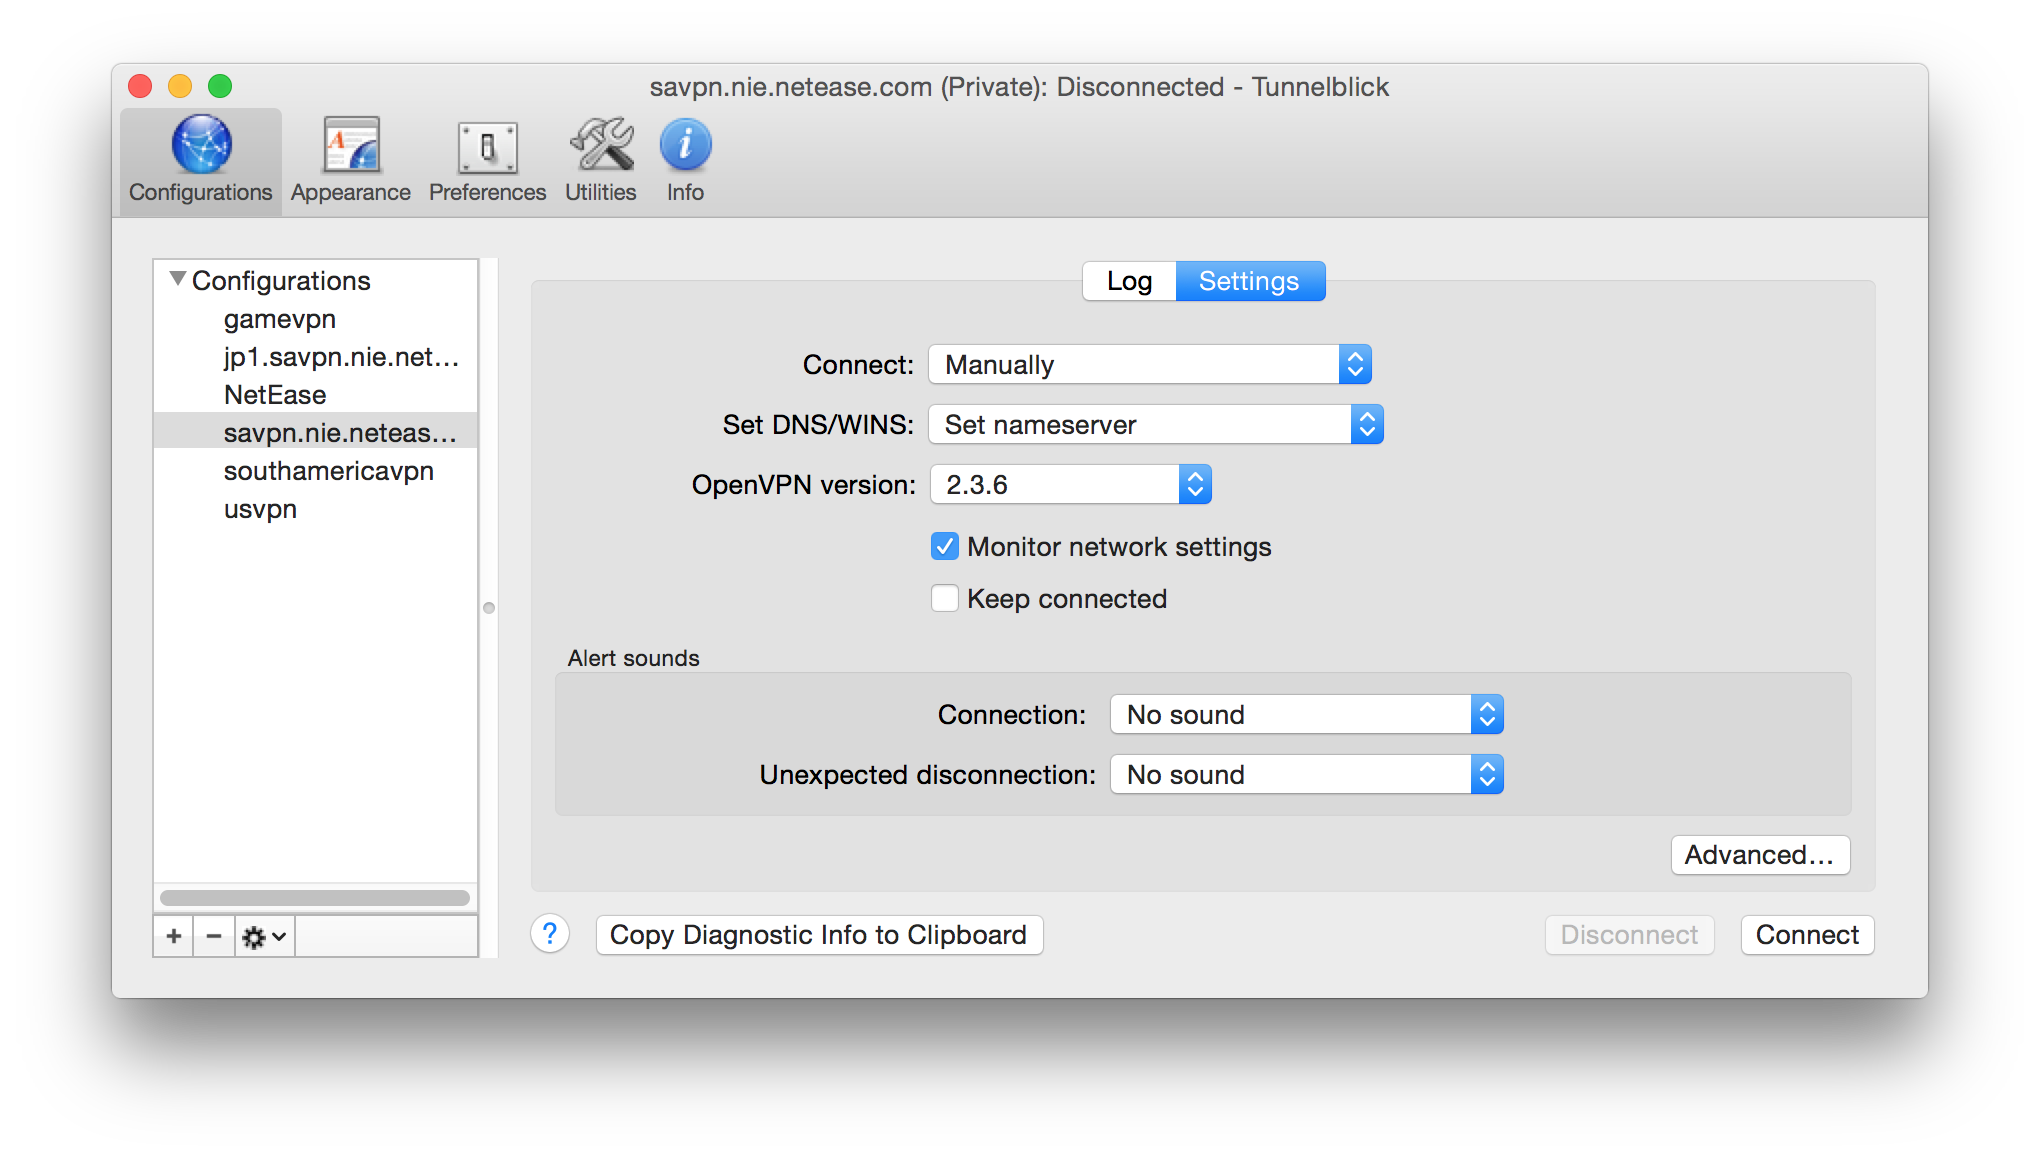 savpn.nie.netease.com (Private): Disconnected - Tunnelblick
Configurations Appearance Preferences Utilities Info
Configurations
gamevpn
jp1.savpn.nie.net...
NetEase
savpn.nie.neteas...
southamericavpn
usvpn
Log Settings
Connect: Manually
Set DNS/WINS: Set nameserver
OpenVPN version: 2.3.6
Monitor network settings
Keep connected
Alert sounds
Connection: No sound
Unexpected disconnection: No sound
Advanced...
? Copy Diagnostic Info to Clipboard Disconnect Connect